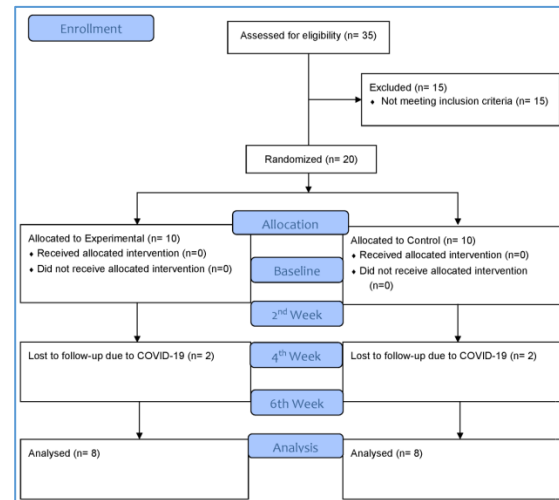 Enrollment
Assessed for eligibility (n= 35)
Excluded (n= 15)
♦ Not meeting inclusion criteria (n= 15)
Randomized (n= 20)
Allocation
Allocated to Experimental (n= 10)
♦ Received allocated intervention (n=0)
♦ Did not receive allocated intervention (n=0)
Allocated to Control (n= 10)
♦ Received allocated intervention (n=0)
♦ Did not receive allocated intervention
(n=0)
Baseline
2nd Week
Lost to follow-up due to COVID-19 (n= 2)
4th Week
Lost to follow-up due to COVID-19 (n= 2)
6th Week
Analysis
Analysed (n= 8)
Analysed (n= 8)